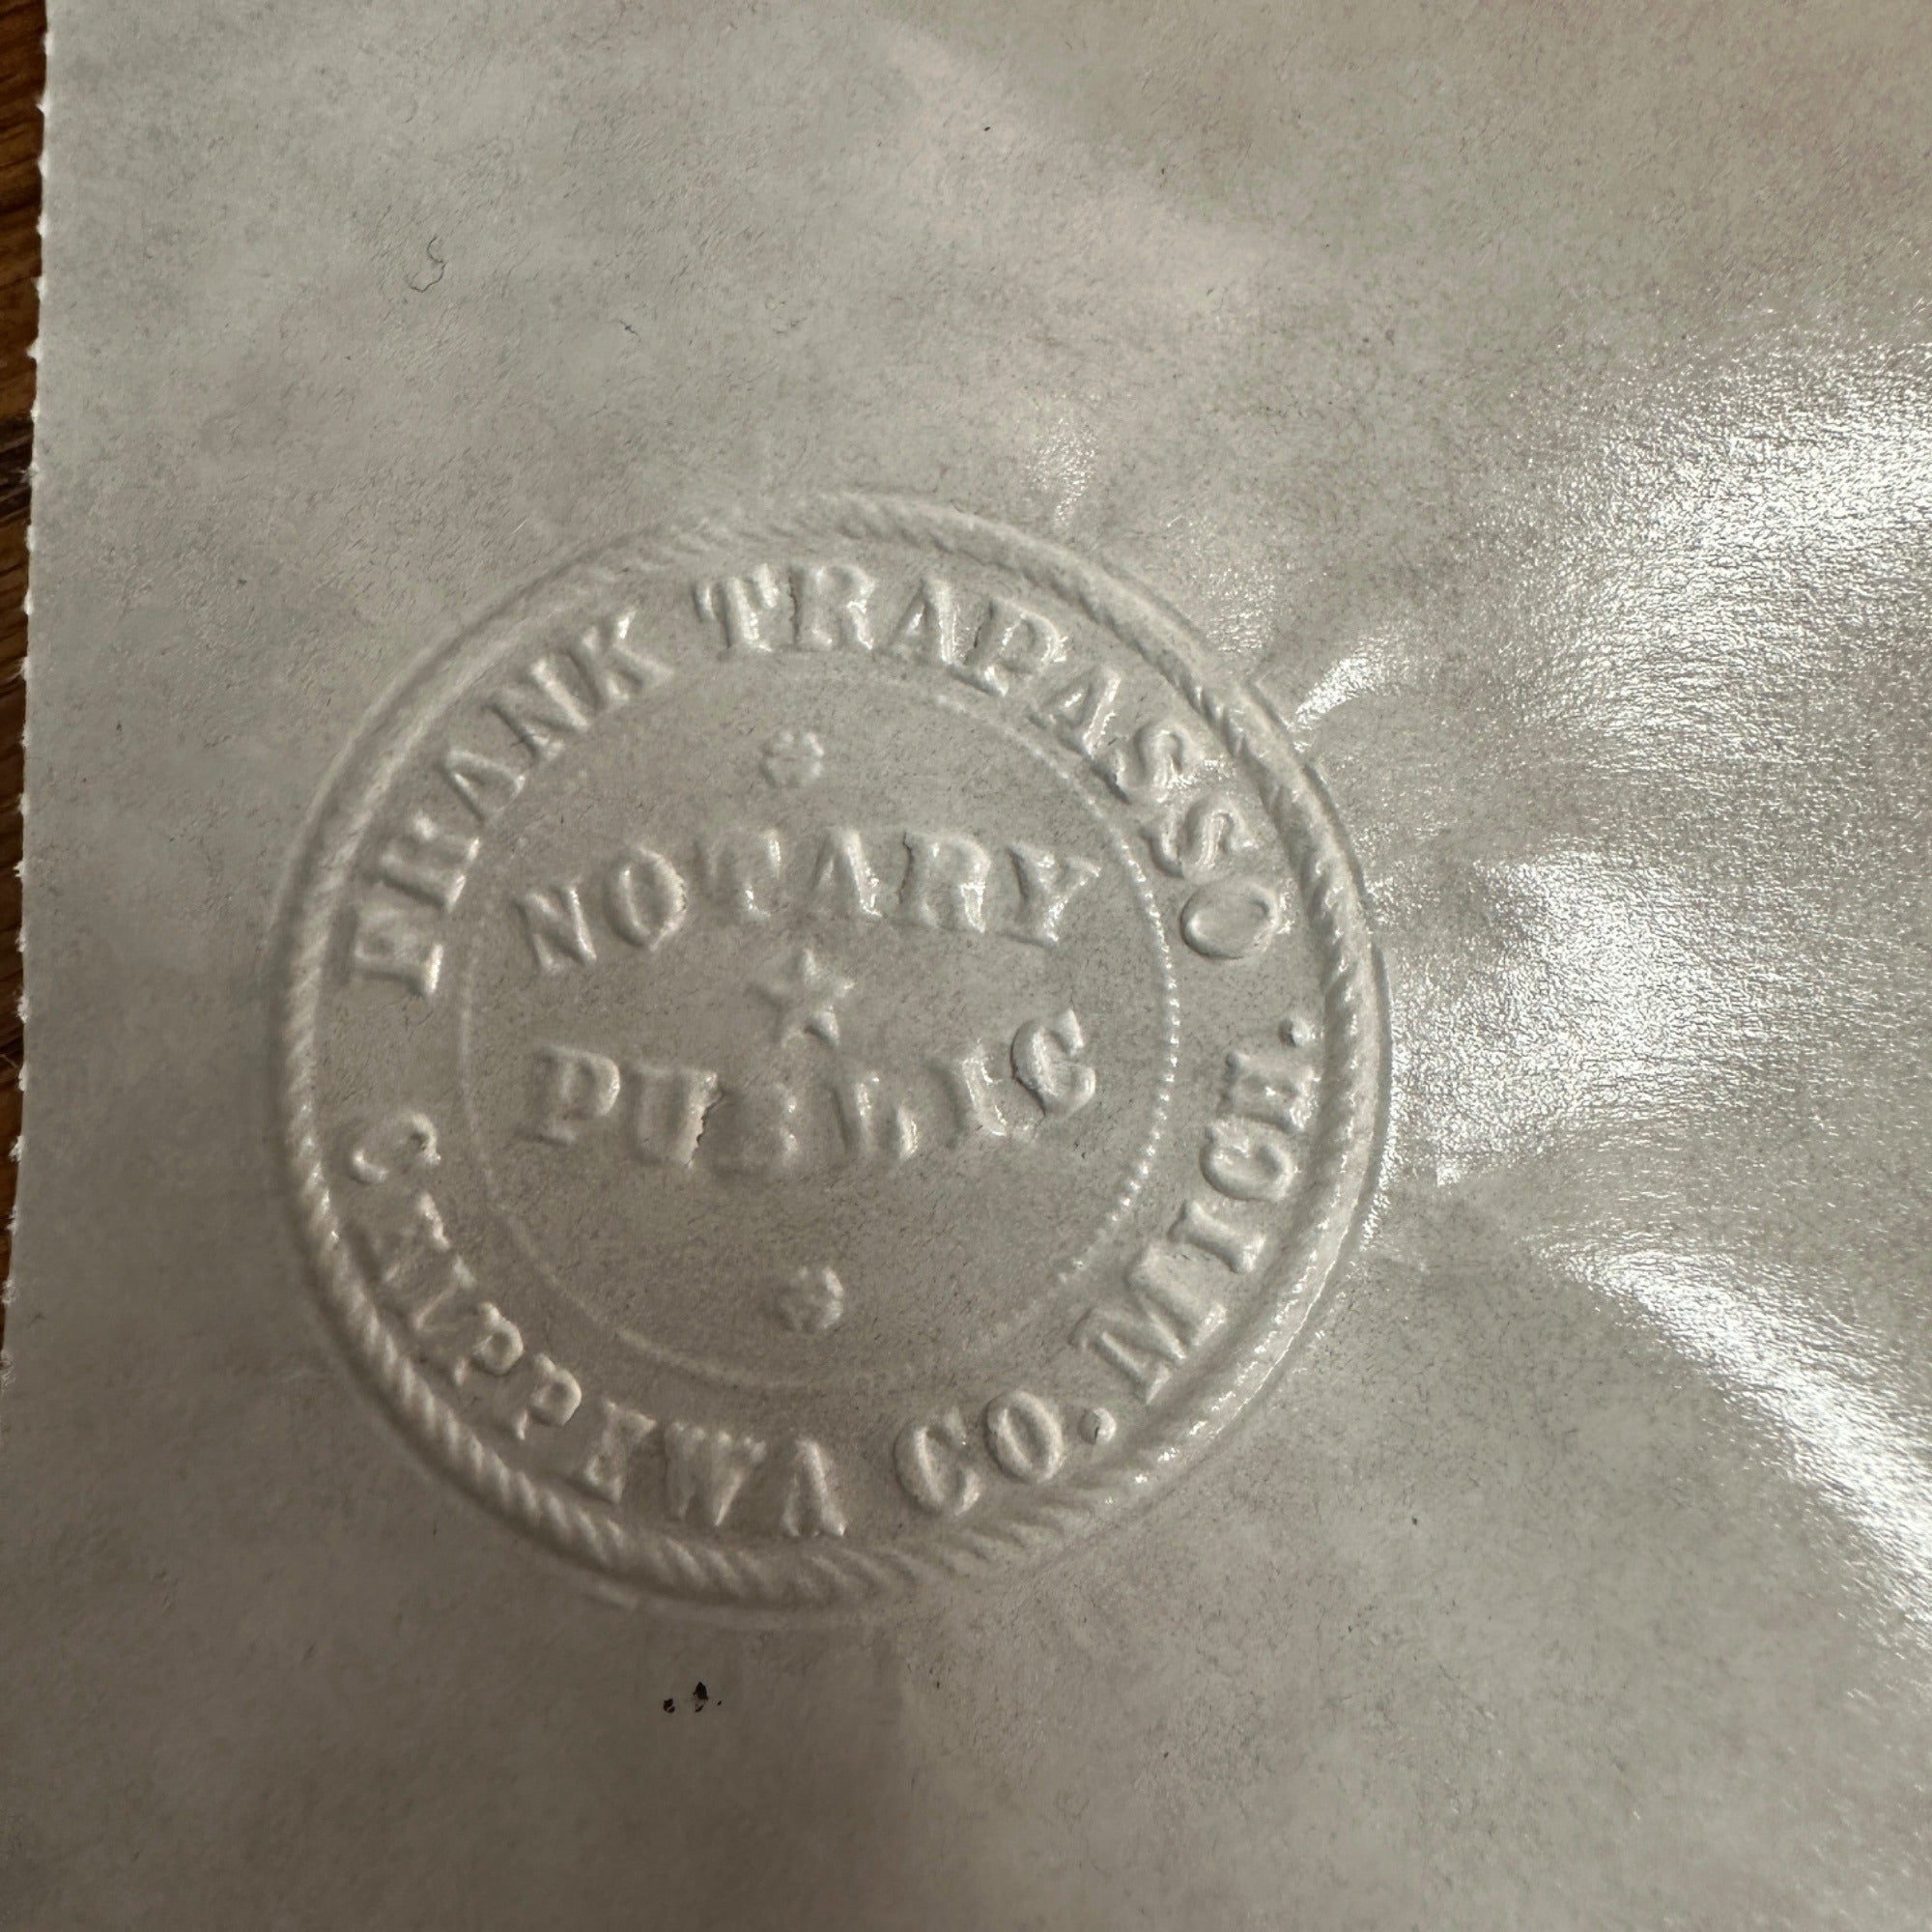 FRANK TRAPASSO
NOTARY
PUBLIC
CHIPPEWA CO. MICH.